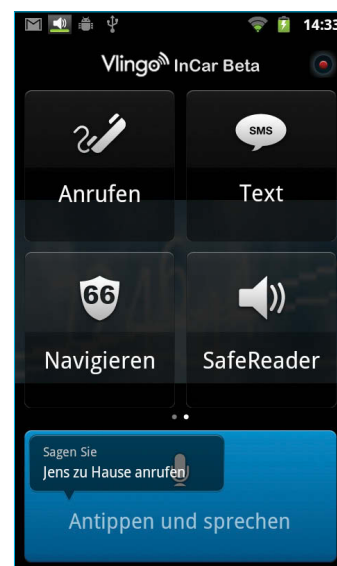 14:33
Vlingo InCar Beta
SMS
Anrufen
Text
66
Navigieren
SafeReader
Sagen Sie
Jens zu Hause anrufen
Antippen und sprechen